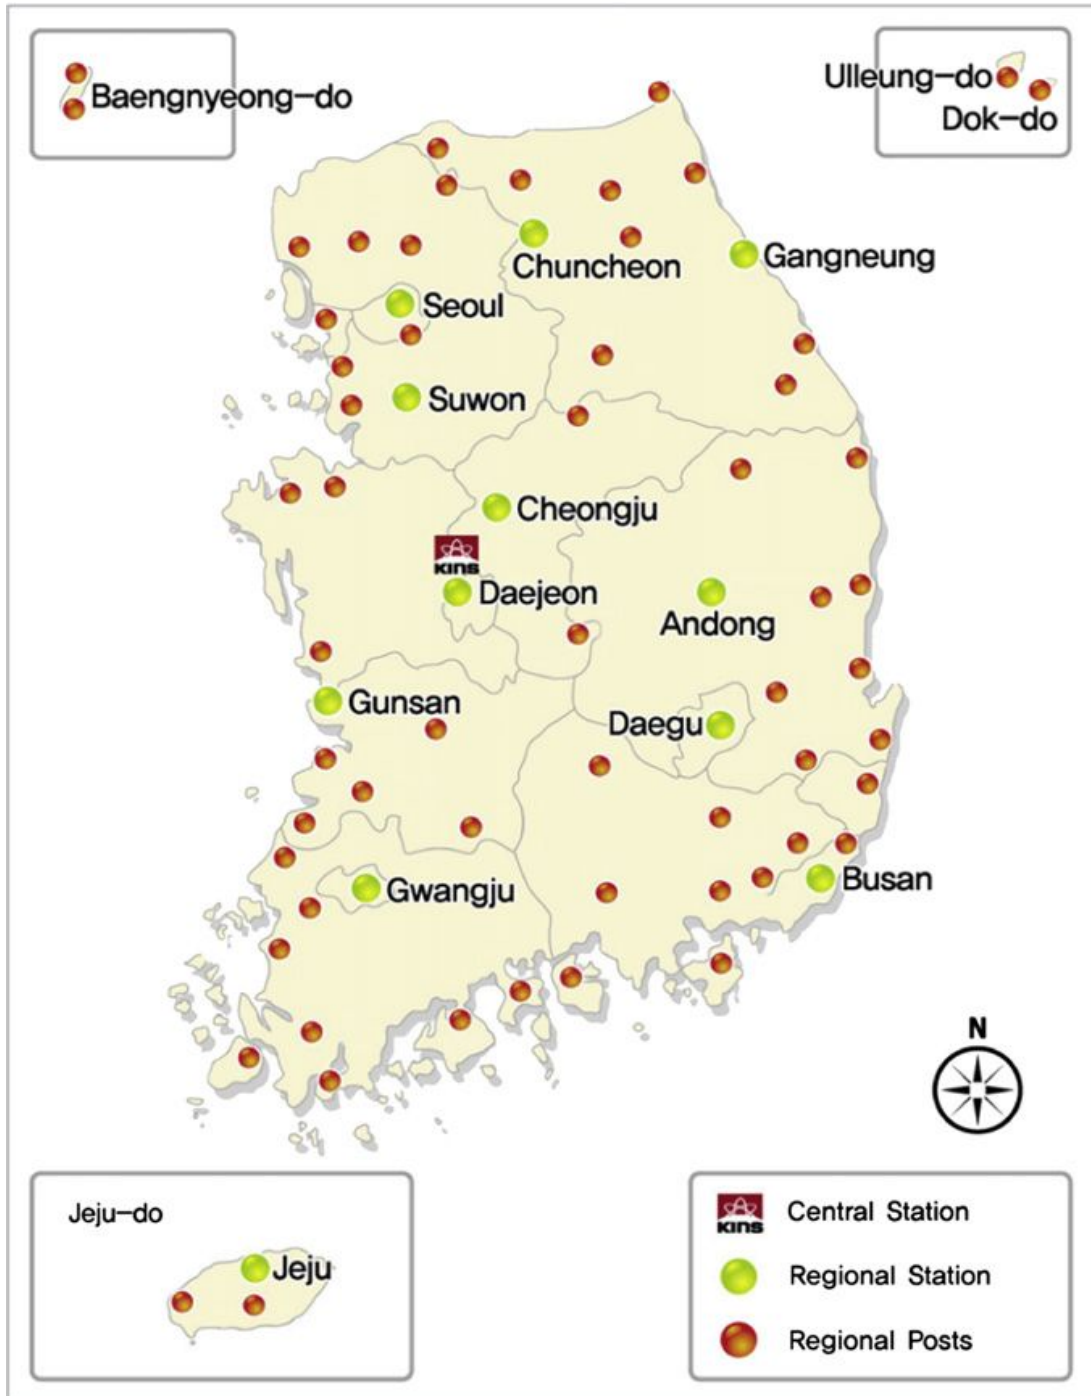 Baengnyeong-do
Ulleung-do
Dok-do
Chuncheon
Gangneung
Seoul
Suwon
Cheongju
KINS
Daejeon
Andong
Gunsan
Daegu
Gwangju
Busan
N
Jeju-do
Jeju
KINS Central Station
Regional Station
Regional Posts